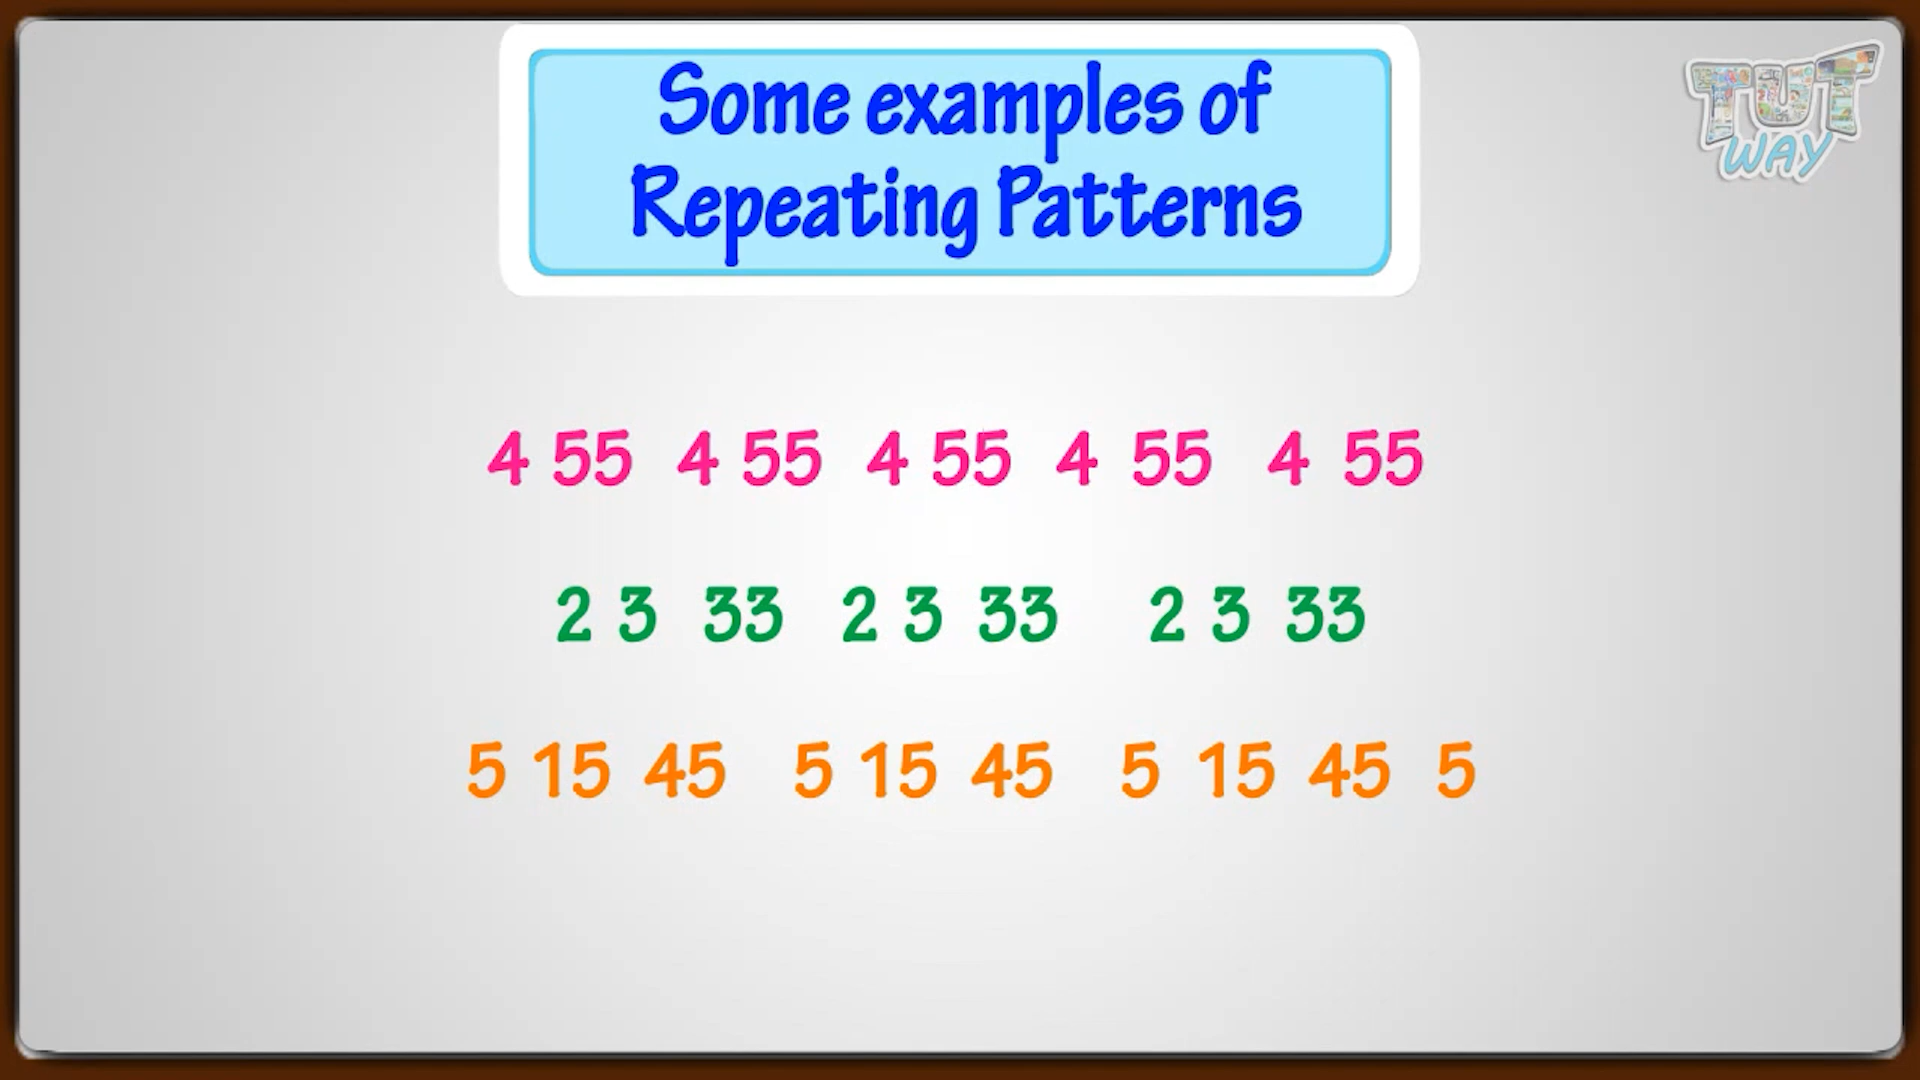 Some examples of
Repeating Patterns
TUT
WAY
4 55 4 55 4 55 4 55 4 55
2 3 33 2 3 33 2 3 33
5 15 45 5 15 45 5 15 45 5